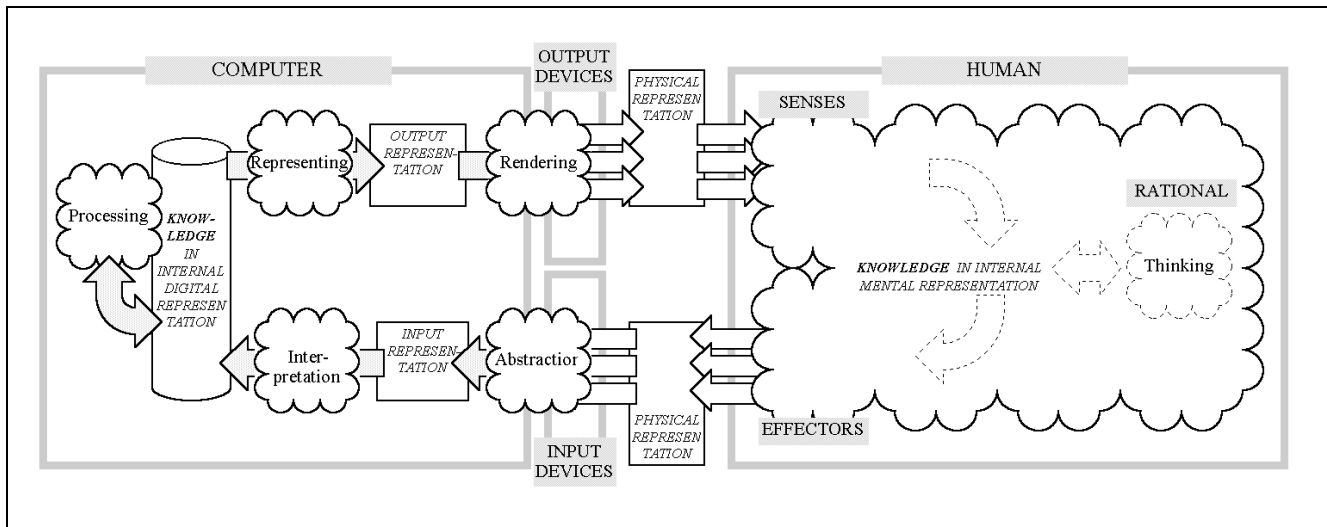 COMPUTER
OUTPUT
DEVICES
PHYSICAL
REPRESEN
TATION
HUMAN
SENSES
Processing
KNOW-
LEDGE
IN
INTERNAL
DIGITAL
REPRESEN
TATION
Representing
OUTPUT
REPRESEN-
TATION
Rendering
RATIONAL
Thinking
KNOWLEDGE IN INTERNAL
MENTAL REPRESENTATION
Inter-
pretation
INPUT
REPRESEN-
TATION
Abstraction
PHYSICAL
REPRESEN
TATION
EFFECTORS
INPUT
DEVICES